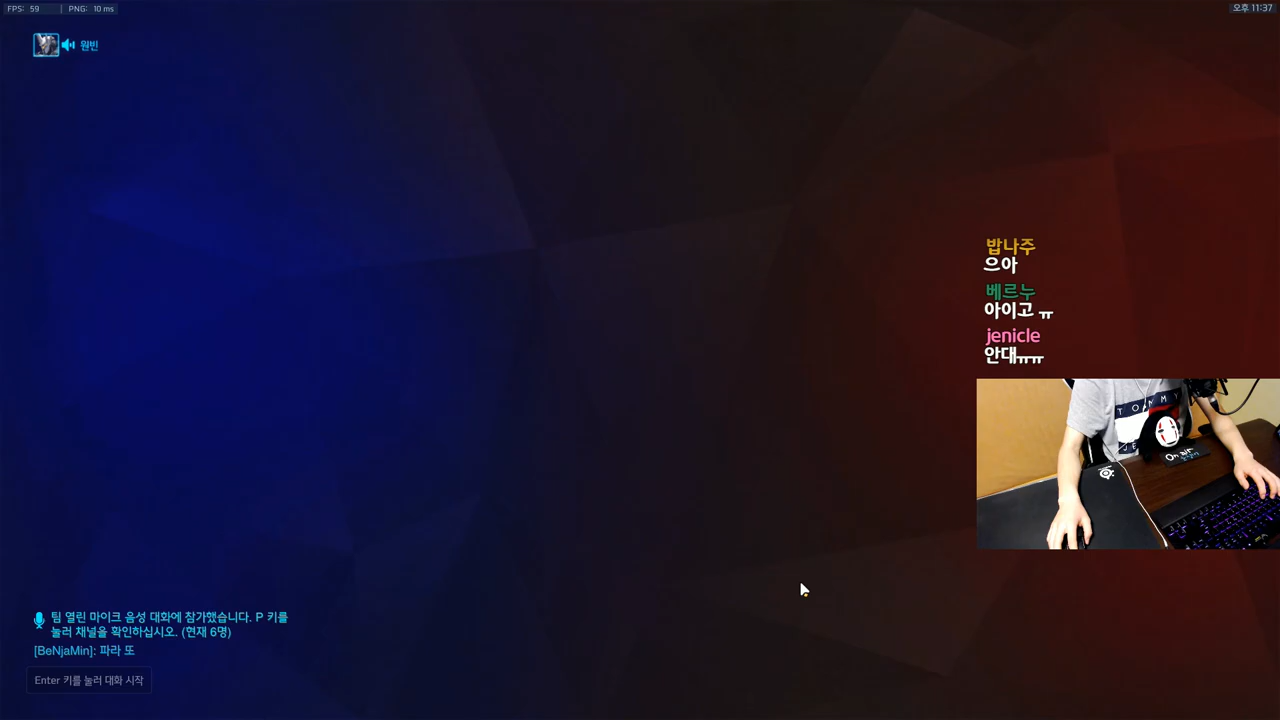 FPS: 59 | PNG: 10 ms
오후 11:37
원빈
밥나주
으아
베르누
아이고 ㅠ
jenicle
안대ㅠㅠ
TOMMY
JE
On air
팀 열린 마이크 음성 대화에 참가했습니다. P 키를
눌러 채널을 확인하십시오. (현재 6명)
[BeNjaMin]: 파라 또
Enter 키를 눌러 대화 시작